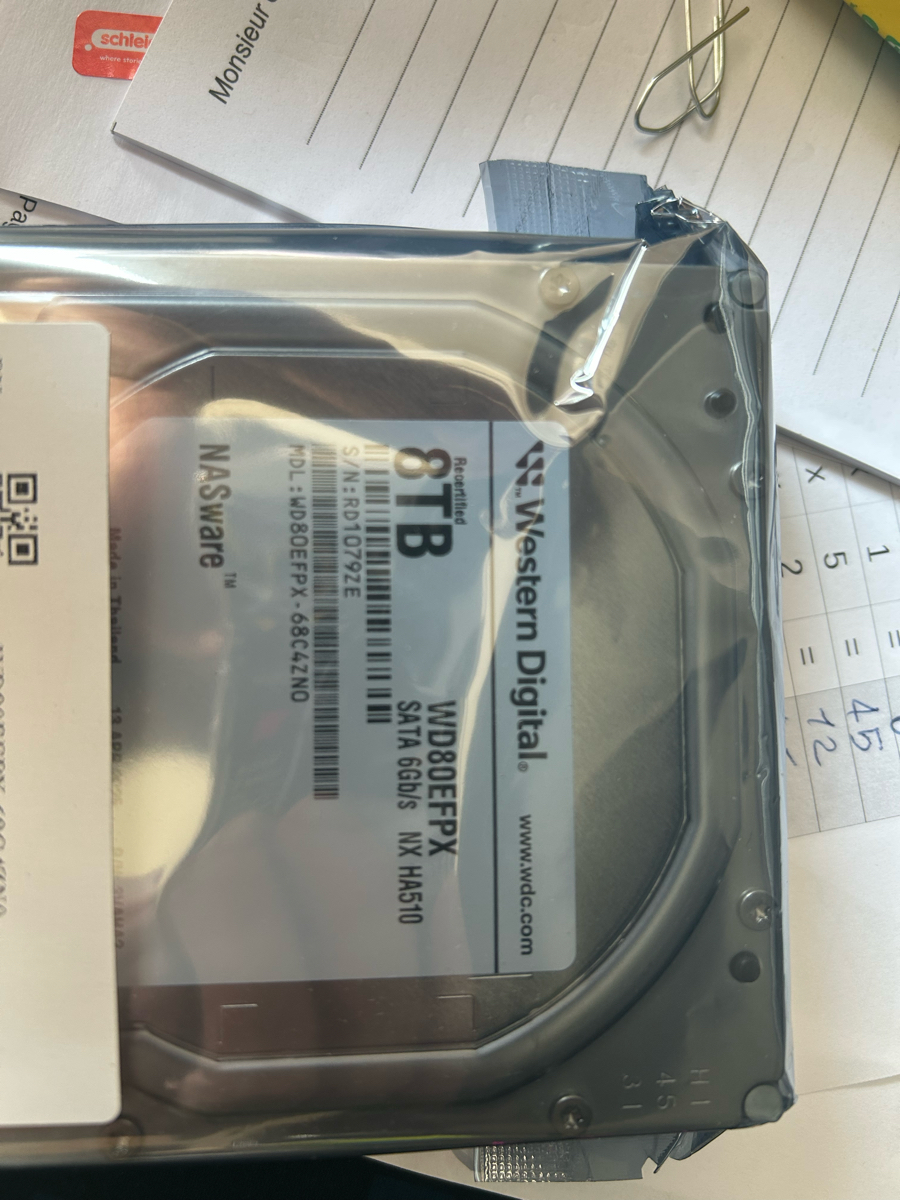 Western Digital® www.wdc.com
Recertified
8TB
WD80EFPX
SATA 6Gb/s NX HA510
S/N:RD1079ZE
MDL:WD80EFPX-68C4ZN0
NASware™
Made in Thailand
HI
45
31
schlei
Monsieur
1 =
5 = 45
x 2 = 12